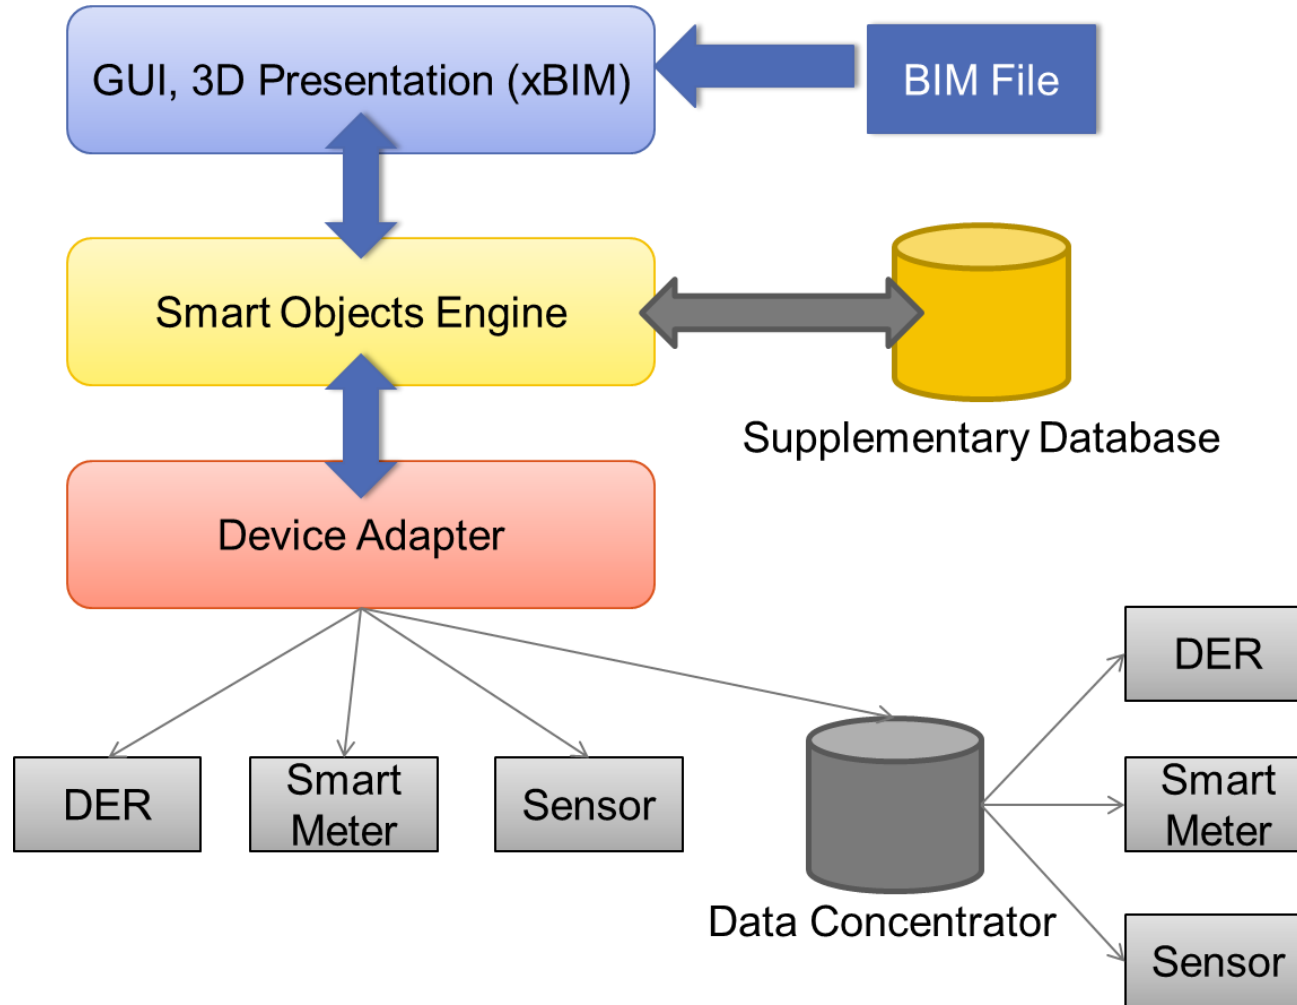 GUI, 3D Presentation (xBIM)
BIM File
Smart Objects Engine
Supplementary Database
Device Adapter
DER
Smart
Meter
Sensor
Data Concentrator
DER
Smart
Meter
Sensor